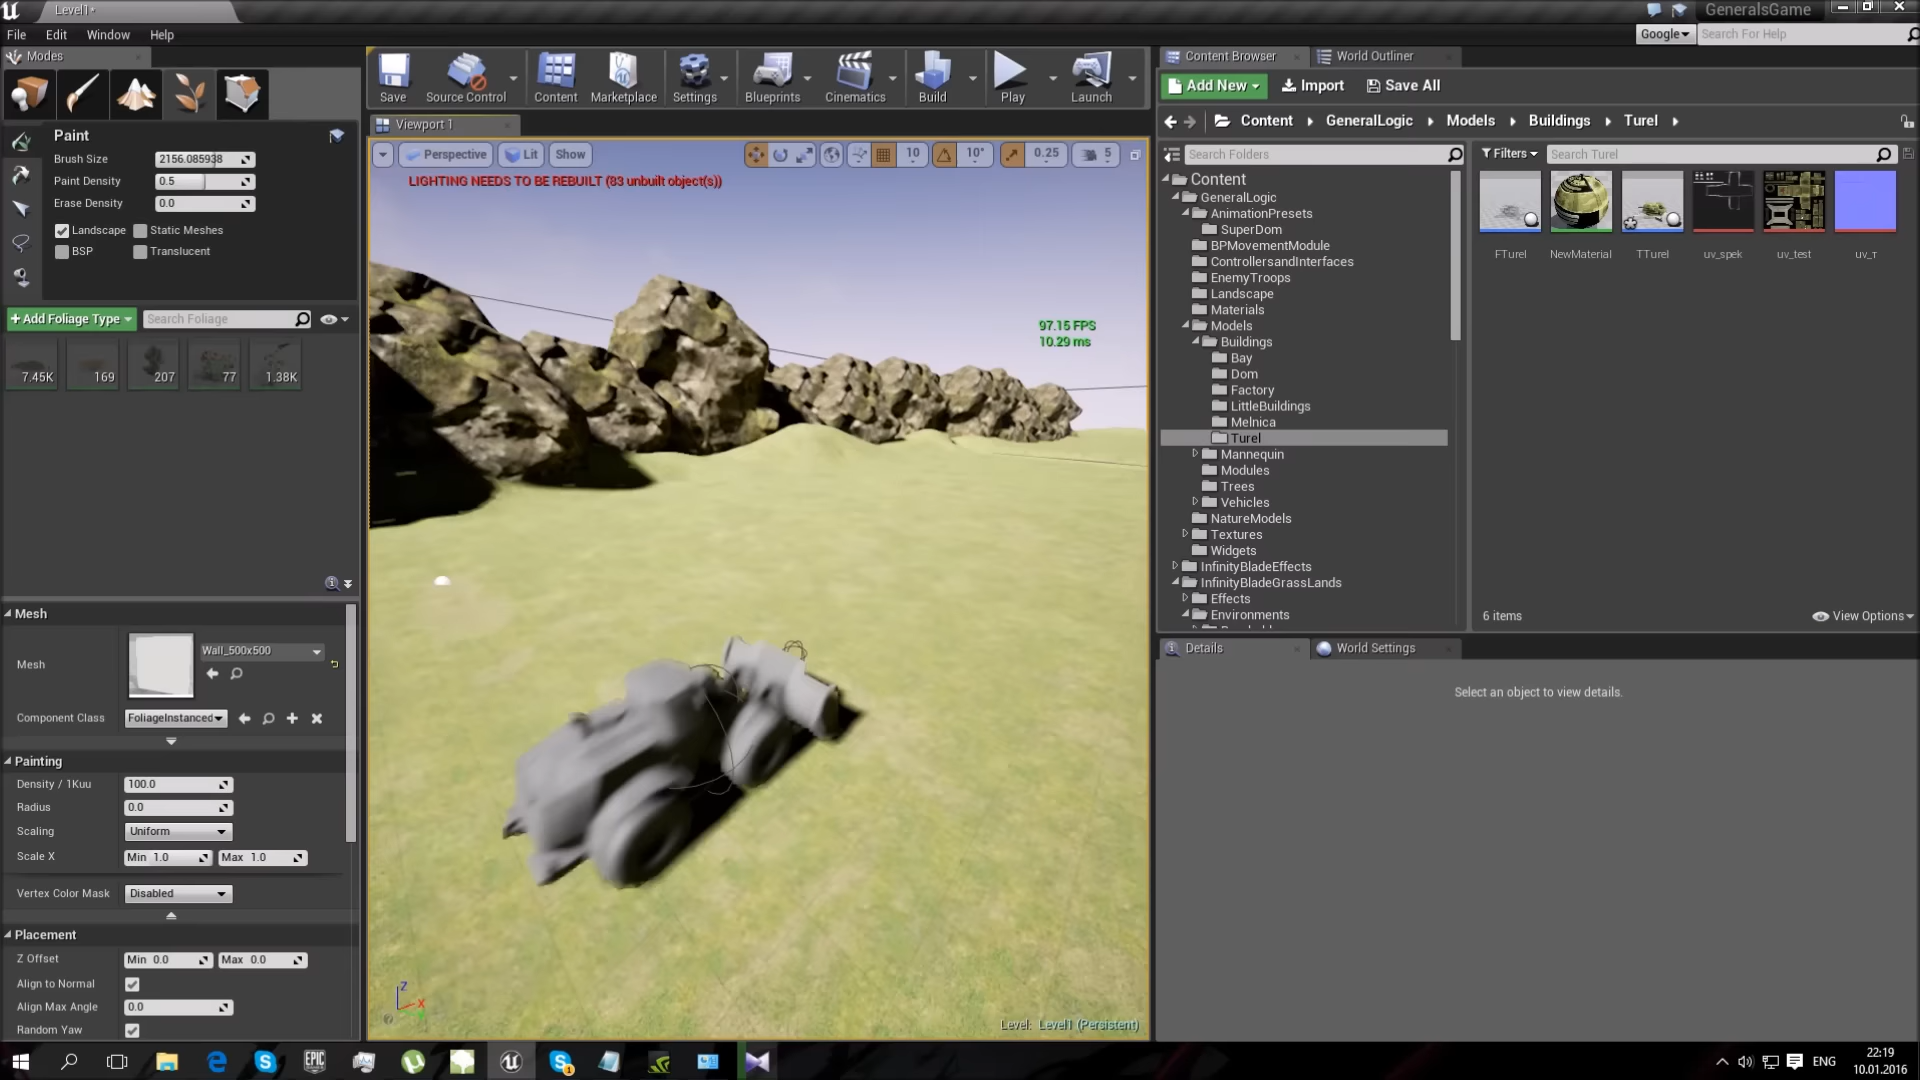 Level1*
GeneralsGame
File Edit Window Help
Google
Search For Help
Modes
Save
Source Control
Content
Marketplace
Settings
Blueprints
Cinematics
Build
Play
Launch
Content Browser
World Outliner
Add New
Import
Save All
Content GeneralLogic Models Buildings Turel
Paint
Brush Size 2156.085938
Paint Density 0.5
Erase Density 0.0
Landscape Static Meshes
BSP Translucent
+Add Foliage Type
Search Foliage
7.45K 169 207 77 1.38K
Mesh
Mesh
Wall_500x500
Component Class FoliageInstanced
Painting
Density / 1Kuu 100.0
Radius 0.0
Scaling Uniform
Scale X Min 1.0 Max 1.0
Vertex Color Mask Disabled
Placement
Z Offset Min 0.0 Max 0.0
Align to Normal
Align Max Angle 0.0
Random Yaw
Viewport 1
Perspective Lit Show 10 10° 0.25 5
LIGHTING NEEDS TO BE REBUILT (83 unbuilt object(s))
97.15 FPS
10.29 ms
Z
X
Level: Level1 (Persistent)
Search Folders
Content
GeneralLogic
AnimationPresets
SuperDom
BPMovementModule
ControllersandInterfaces
EnemyTroops
Landscape
Materials
Models
Buildings
Bay
Dom
Factory
LittleBuildings
Melnica
Turel
Mannequin
Modules
Trees
Vehicles
NatureModels
Textures
Widgets
InfinityBladeEffects
InfinityBladeGrassLands
Effects
Environments
Filters
Search Turel
FTurel NewMaterial TTurel uv_spek uv_test uv_т
6 items
View Options
Details
World Settings
Select an object to view details.
EPIC
GAMES
1
ENG
22:19
10.01.2016